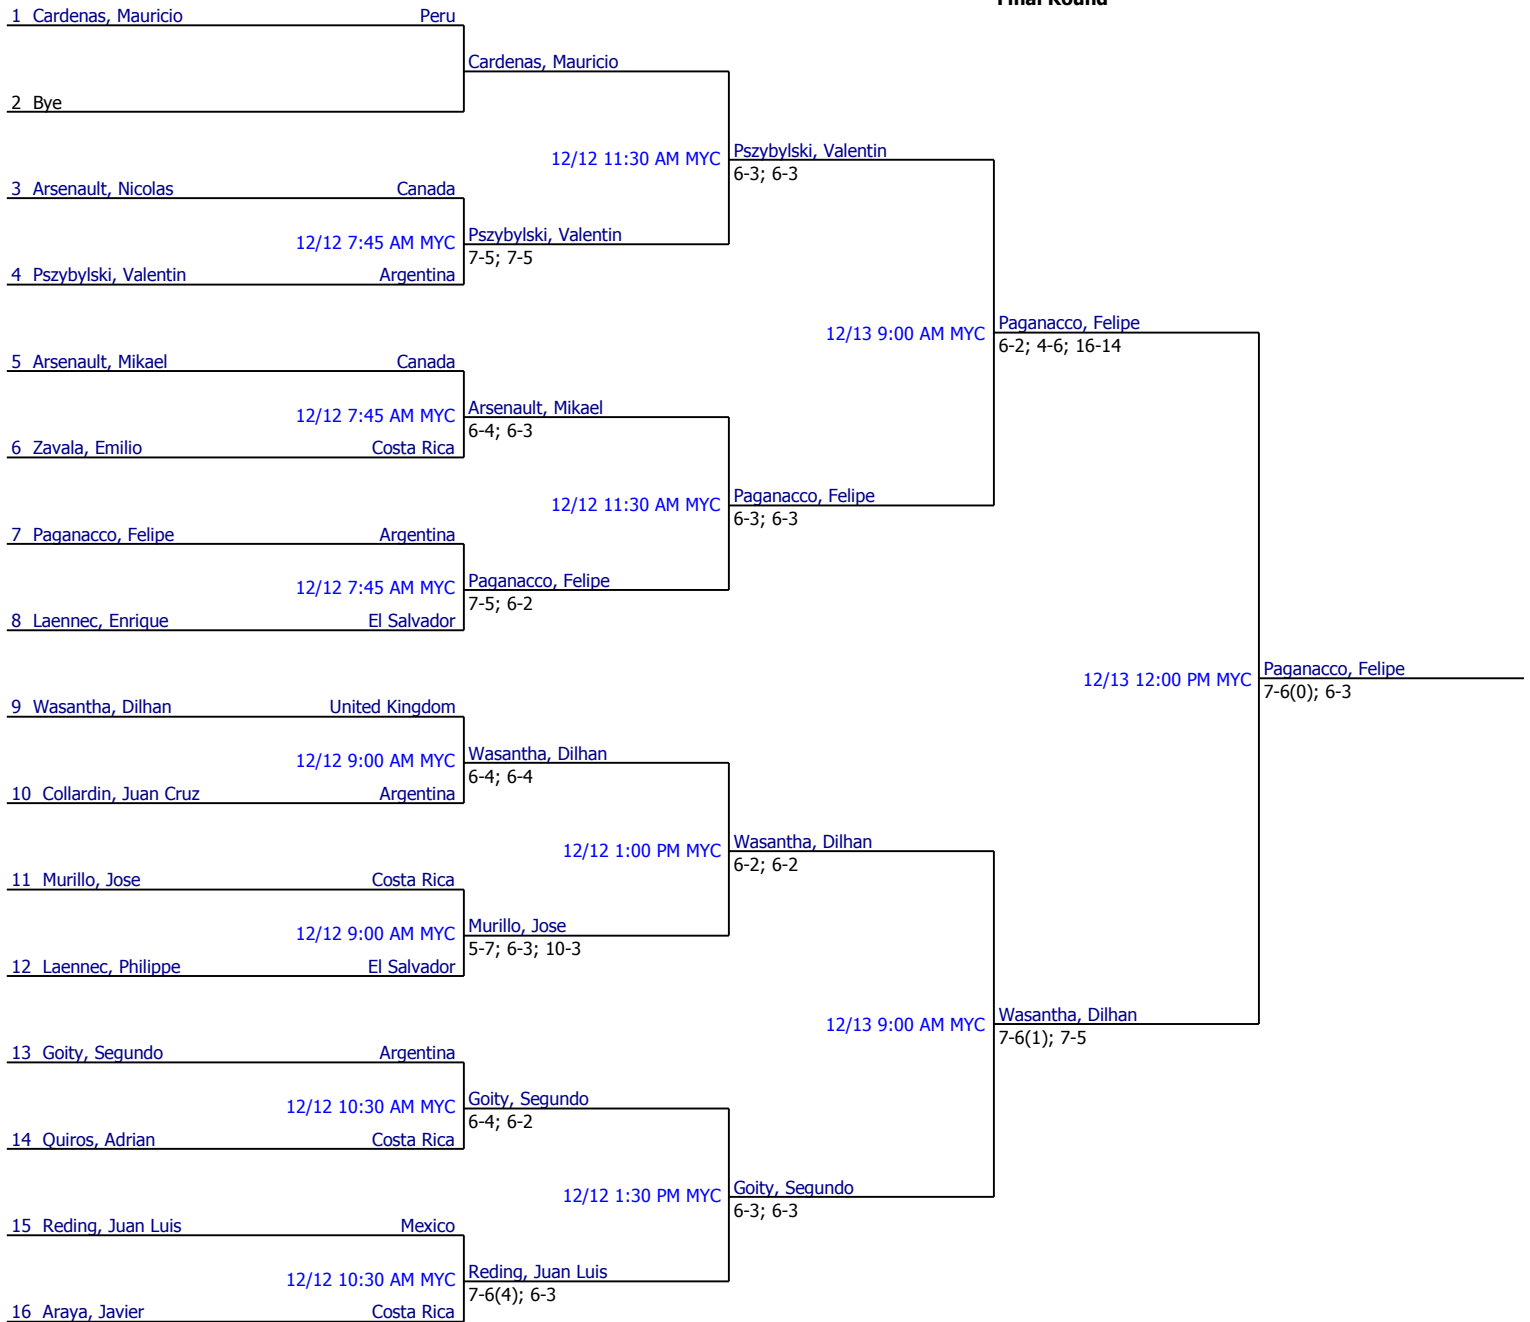 Final Round
1 Cardenas, Mauricio Peru
Cardenas, Mauricio
2 Bye
12/12 11:30 AM MYC Pszybylski, Valentin
6-3; 6-3
3 Arsenault, Nicolas Canada
12/12 7:45 AM MYC Pszybylski, Valentin
7-5; 7-5
4 Pszybylski, Valentin Argentina
12/13 9:00 AM MYC Paganacco, Felipe
6-2; 4-6; 16-14
5 Arsenault, Mikael Canada
12/12 7:45 AM MYC Arsenault, Mikael
6-4; 6-3
6 Zavala, Emilio Costa Rica
12/12 11:30 AM MYC Paganacco, Felipe
6-3; 6-3
7 Paganacco, Felipe Argentina
12/12 7:45 AM MYC Paganacco, Felipe
7-5; 6-2
8 Laennec, Enrique El Salvador
12/13 12:00 PM MYC Paganacco, Felipe
7-6(0); 6-3
9 Wasantha, Dilhan United Kingdom
12/12 9:00 AM MYC Wasantha, Dilhan
6-4; 6-4
10 Collardin, Juan Cruz Argentina
12/12 1:00 PM MYC Wasantha, Dilhan
6-2; 6-2
11 Murillo, Jose Costa Rica
12/12 9:00 AM MYC Murillo, Jose
5-7; 6-3; 10-3
12 Laennec, Philippe El Salvador
12/13 9:00 AM MYC Wasantha, Dilhan
7-6(1); 7-5
13 Goity, Segundo Argentina
12/12 10:30 AM MYC Goity, Segundo
6-4; 6-2
14 Quiros, Adrian Costa Rica
12/12 1:30 PM MYC Goity, Segundo
6-3; 6-3
15 Reding, Juan Luis Mexico
12/12 10:30 AM MYC Reding, Juan Luis
7-6(4); 6-3
16 Araya, Javier Costa Rica